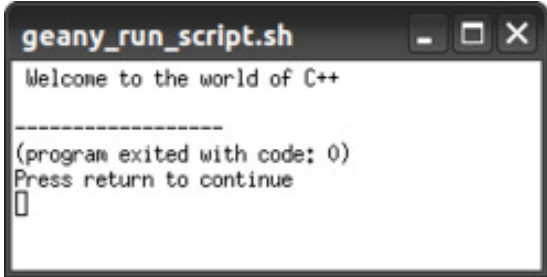 geany_run_script.sh
Welcome to the world of C++
------------------
(program exited with code: 0)
Press return to continue